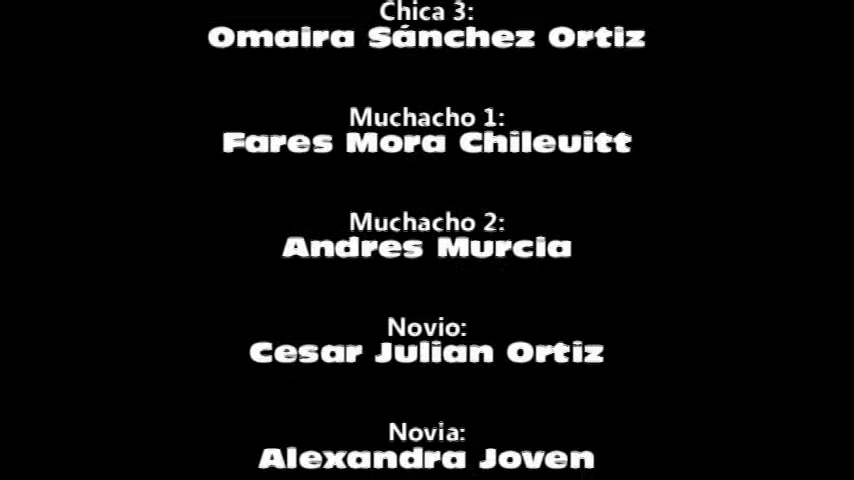 Chica 3:
Omaira Sánchez Ortiz
Muchacho 1:
Fares Mora Chileuitt
Muchacho 2:
Andres Murcia
Novio:
Cesar Julian Ortiz
Novia:
Alexandra Joven